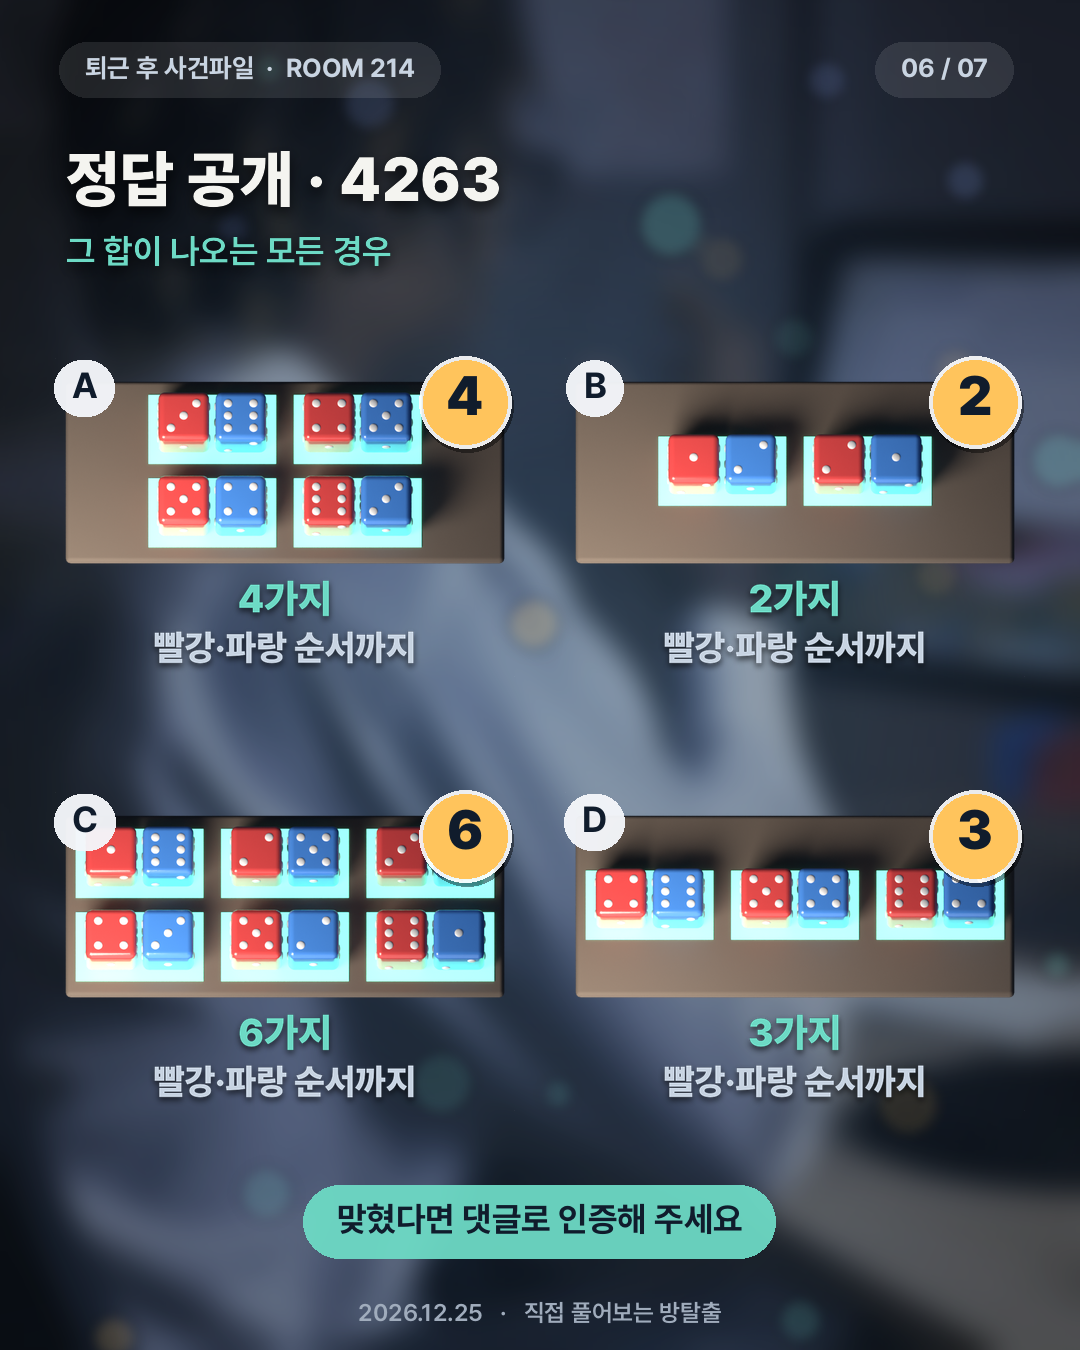 퇴근 후 사건파일 · ROOM 214
06 / 07
정답 공개 · 4263
그 합이 나오는 모든 경우
A
4
B
2
4가지
빨강·파랑 순서까지
2가지
빨강·파랑 순서까지
C
6
D
3
6가지
빨강·파랑 순서까지
3가지
빨강·파랑 순서까지
맞혔다면 댓글로 인증해 주세요
2026.12.25 · 직접 풀어보는 방탈출